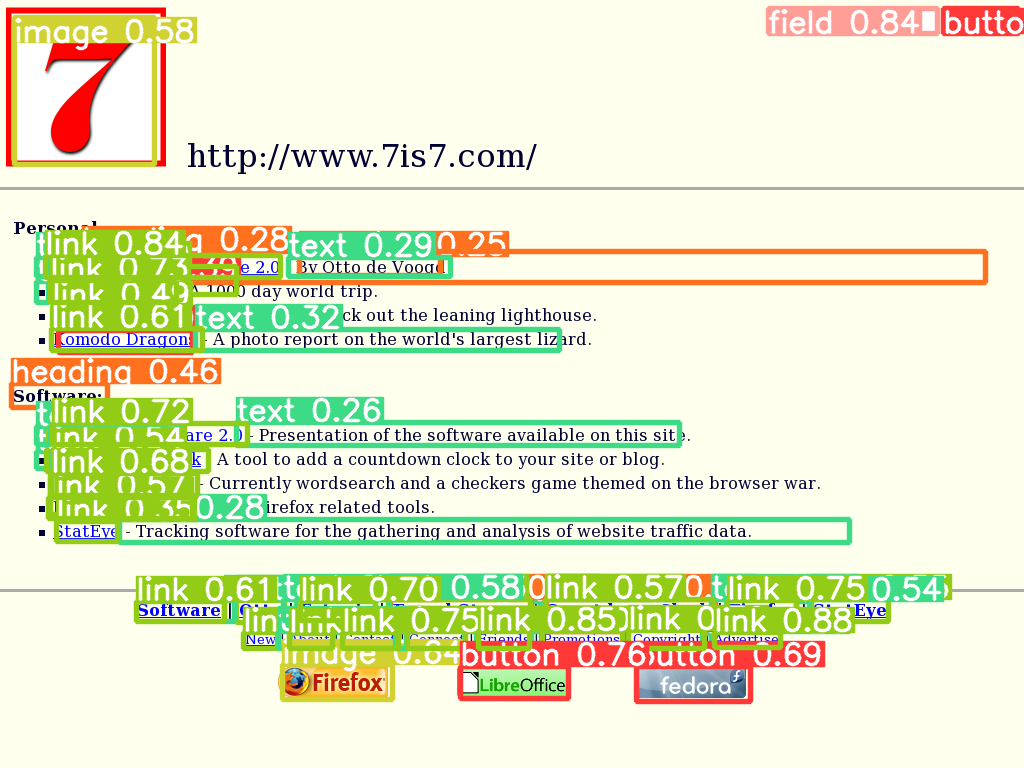 image 0.58
field 0.84
butto
7
http://www.7is7.com/
Personal
link 0.84
0.28
text 0.29
0.25
link 0.73
e 2.0
By Otto de Voogd
link 0.49
A 1000 day world trip.
link 0.61
text 0.32
ck out the leaning lighthouse.
Komodo Dragons - A photo report on the world's largest lizard.
heading 0.46
Software:
link 0.72
text 0.26
link 0.54
are 2.0 - Presentation of the software available on this site.
link 0.68
k
A tool to add a countdown clock to your site or blog.
link 0.57
- Currently wordsearch and a checkers game themed on the browser war.
link 0.35
0.28
irefox related tools.
StatEye - Tracking software for the gathering and analysis of website traffic data.
link 0.61
link 0.70
0.58
link 0.57
link 0.75
0.54
Software |
StatEye
link 0.75
link 0.85
link 0
link 0.88
News | About | Contact | Connect | Friends | Promotions | Copyright | Advertise
image 0.64
button 0.76
button 0.69
Firefox
LibreOffice
fedora